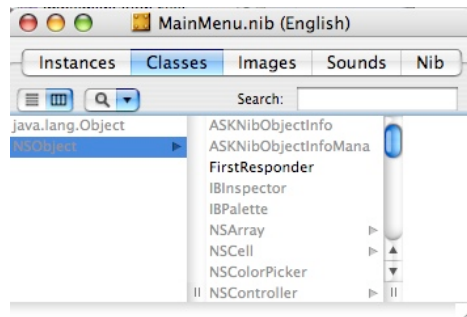 MainMenu.nib (English)
Instances Classes Images Sounds Nib
Search:
java.lang.Object
NSObject
ASKNibObjectInfo
ASKNibObjectInfoMana
FirstResponder
IBInspector
IBPalette
NSArray
NSCell
NSColorPicker
NSController